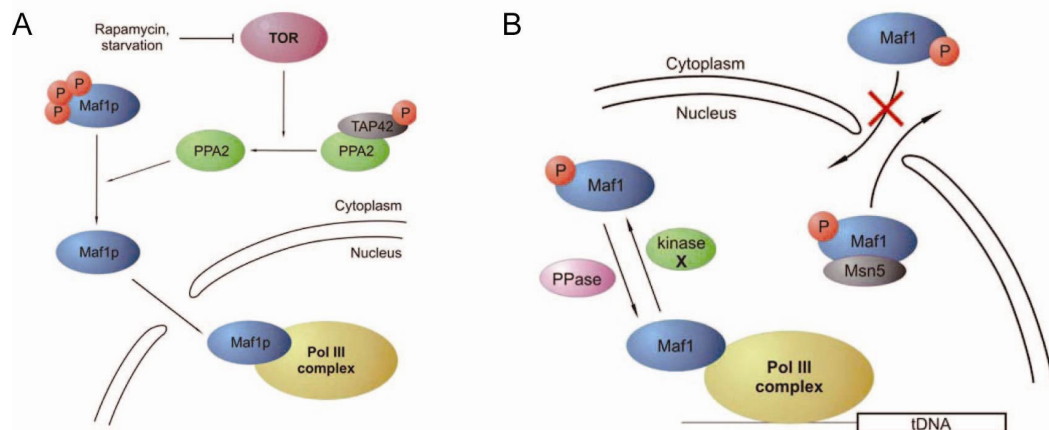 A
Rapamycin,
starvation
TOR
P
P
P
Maf1p
TAP42
P
PPA2
PPA2
Maf1p
Cytoplasm
Nucleus
Maf1p
Pol III
complex
B
Maf1
P
Cytoplasm
Nucleus
P
Maf1
P
Maf1
Msn5
kinase
X
PPase
Maf1
Pol III
complex
tDNA